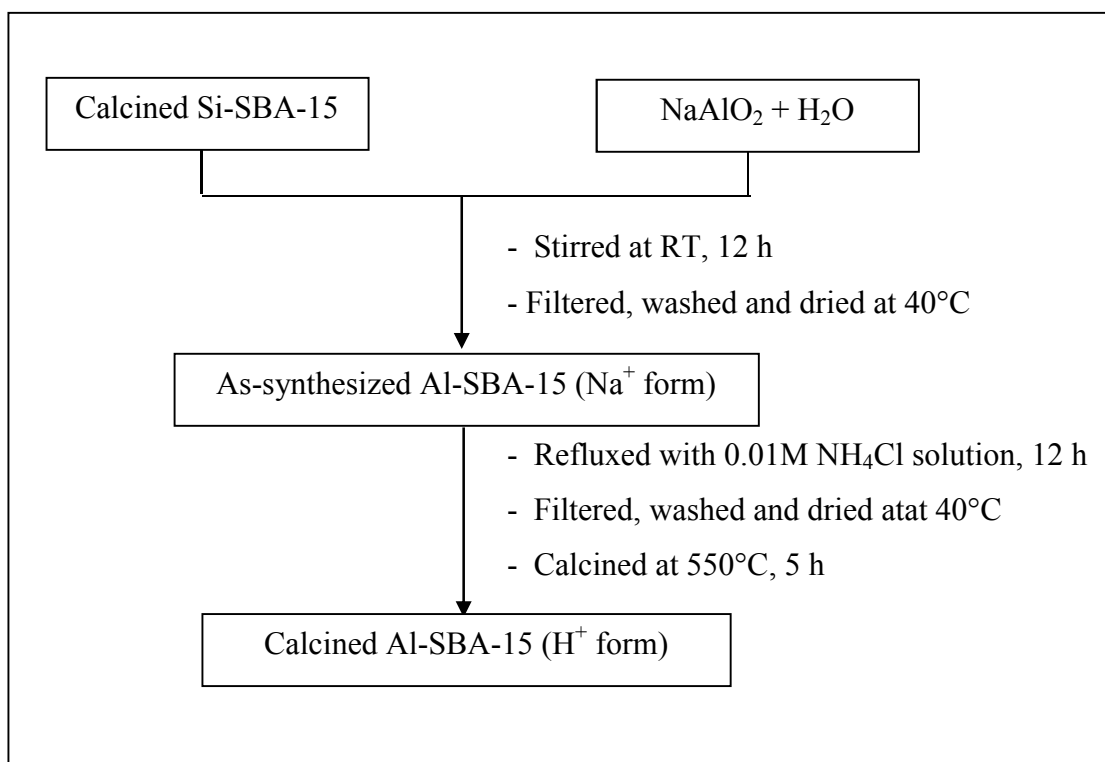 Calcined Si-SBA-15
NaAlO₂ + H₂O
- Stirred at RT, 12 h
- Filtered, washed and dried at 40°C
As-synthesized Al-SBA-15 (Na⁺ form)
- Refluxed with 0.01M NH₄Cl solution, 12 h
- Filtered, washed and dried atat 40°C
- Calcined at 550°C, 5 h
Calcined Al-SBA-15 (H⁺ form)